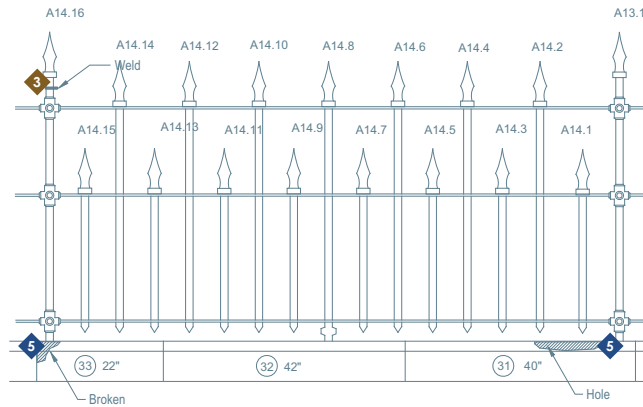 A14.16
A13.1
A14.14
A14.12
A14.10
A14.8
A14.6
A14.4
A14.2
Weld
3
A14.15
A14.13
A14.11
A14.9
A14.7
A14.5
A14.3
A14.1
5
5
33 22"
32 42"
31 40"
Broken
Hole